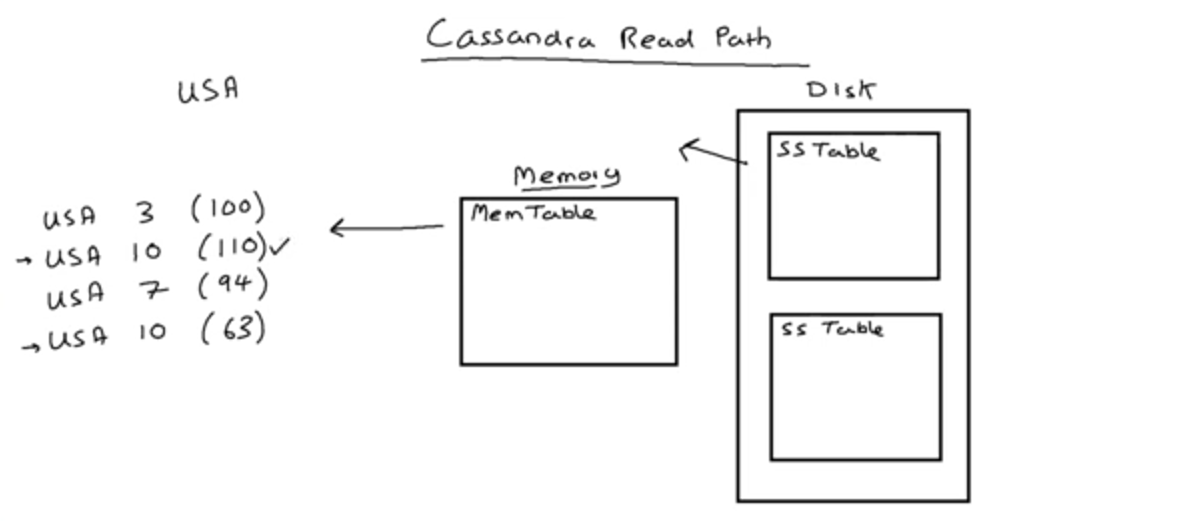 Cassandra Read Path
USA
Disk
SS Table
Memory
MemTable
USA 3 (100)
→ USA 10 (110)✓
USA 7 (94)
→ USA 10 (63)
SS Table